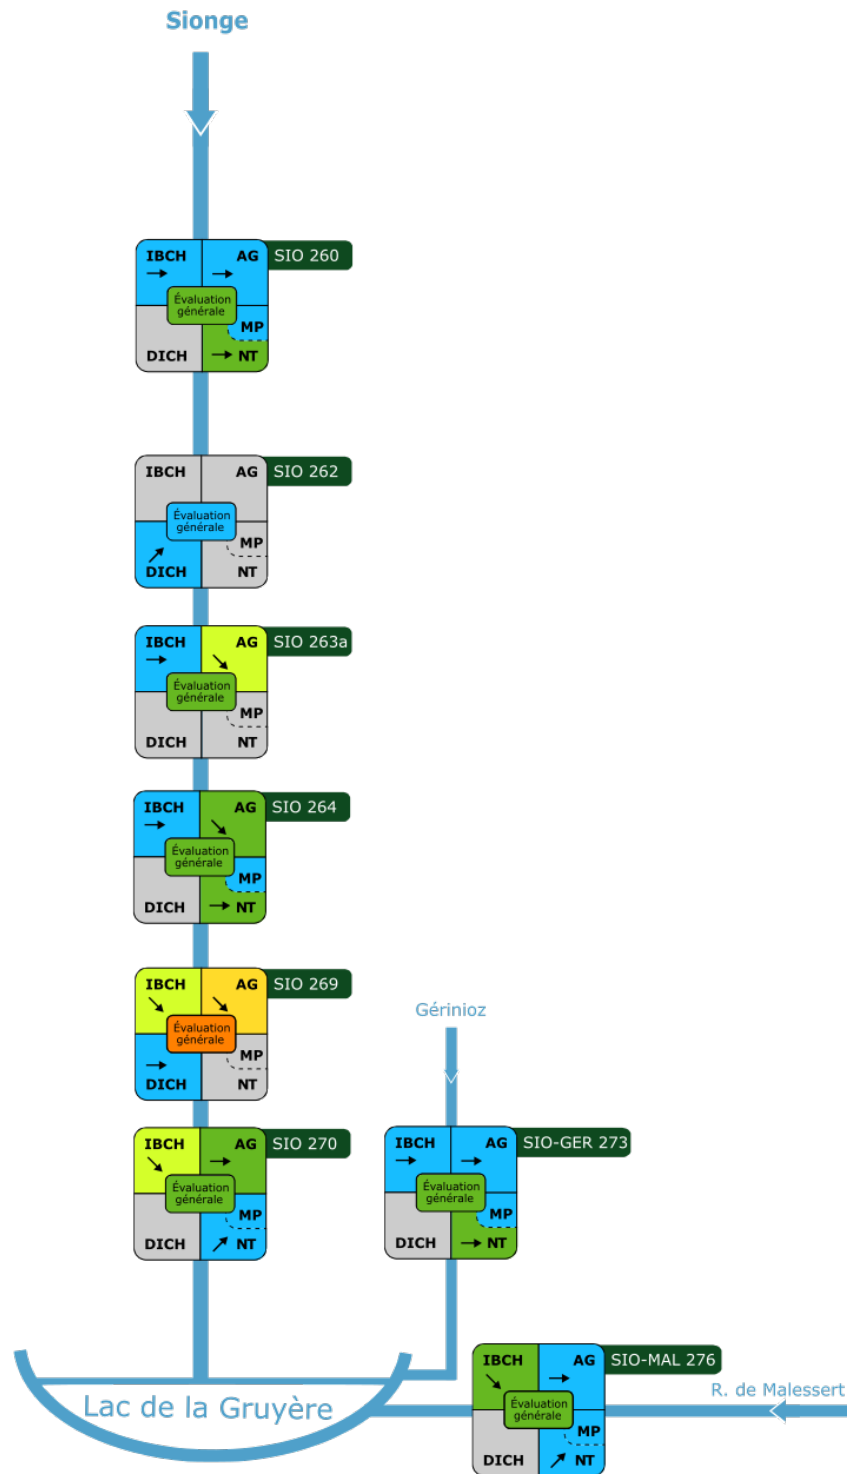 Sionge
IBCH AG SIO 260
Évaluation
générale
MP
DICH NT
IBCH AG SIO 262
Évaluation
générale
MP
DICH NT
IBCH AG SIO 263a
Évaluation
générale
MP
DICH NT
IBCH AG SIO 264
Évaluation
générale
MP
DICH NT
IBCH AG SIO 269
Évaluation
générale
MP
DICH NT
Gérinioz
IBCH AG SIO 270
Évaluation
générale
MP
DICH NT
IBCH AG SIO-GER 273
Évaluation
générale
MP
DICH NT
IBCH AG SIO-MAL 276
Évaluation
générale
MP
DICH NT
R. de Malessert
Lac de la Gruyère